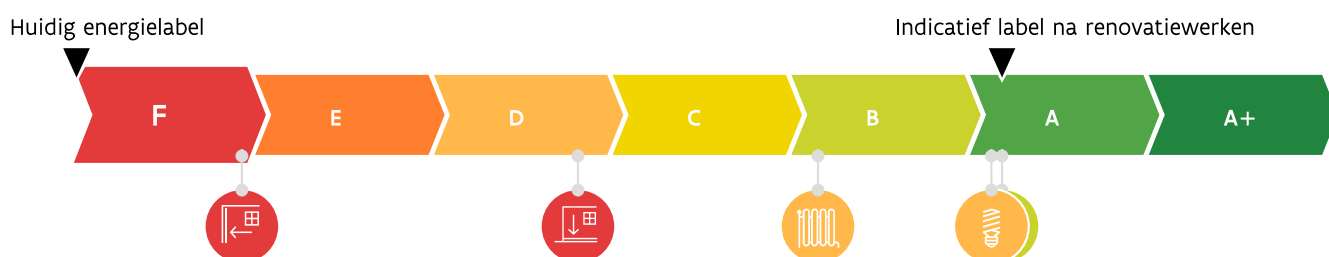 Huidig energielabel
Indicatief label na renovatiewerken
F
E
D
C
B
A
A+